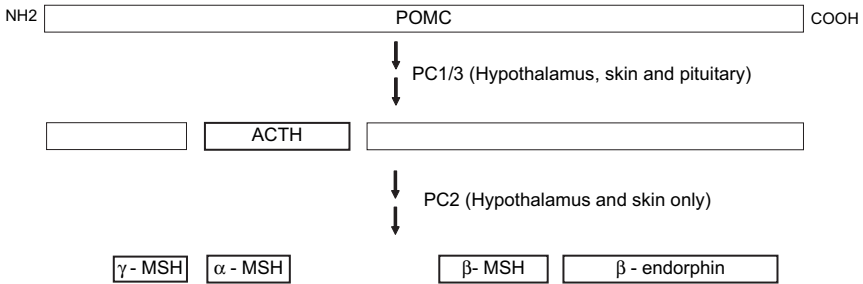 NH2 POMC COOH
PC1/3 (Hypothalamus, skin and pituitary)
ACTH
PC2 (Hypothalamus and skin only)
γ - MSH α - MSH β- MSH β - endorphin